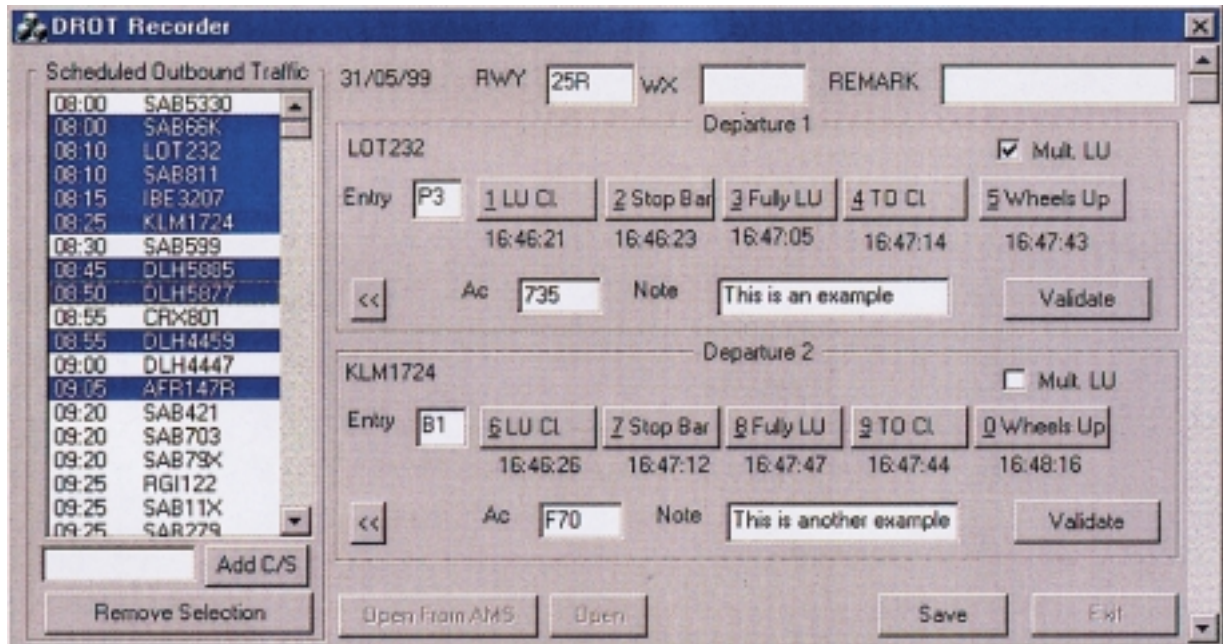 DROT Recorder
Scheduled Outbound Traffic
08:00 SAB5330
08:00 SAB66K
08:10 LOT232
08:10 SAB811
08:15 IBE3207
08:25 KLM1724
08:30 SAB599
08:45 DLH5885
08:50 DLH5877
08:55 CRX801
08:55 DLH4459
09:00 DLH4447
09:05 AFR147R
09:20 SAB421
09:20 SAB703
09:20 SAB79X
09:25 RGI122
09:25 SAB11X
09:25 SAB279
Add C/S
Remove Selection
31/05/99 RWY 25R WX REMARK
Departure 1
LOT232 Mult. LU
Entry P3 1 LU Cl. 2 Stop Bar 3 Fully LU 4 TO Cl. 5 Wheels Up
16:46:21 16:46:23 16:47:05 16:47:14 16:47:43
<< Ac 735 Note This is an example Validate
Departure 2
KLM1724 Mult. LU
Entry B1 6 LU Cl. 7 Stop Bar 8 Fully LU 9 TO Cl. 0 Wheels Up
16:46:26 16:47:12 16:47:47 16:47:44 16:48:16
<< Ac F70 Note This is another example Validate
Open From AMS Open Save Exit